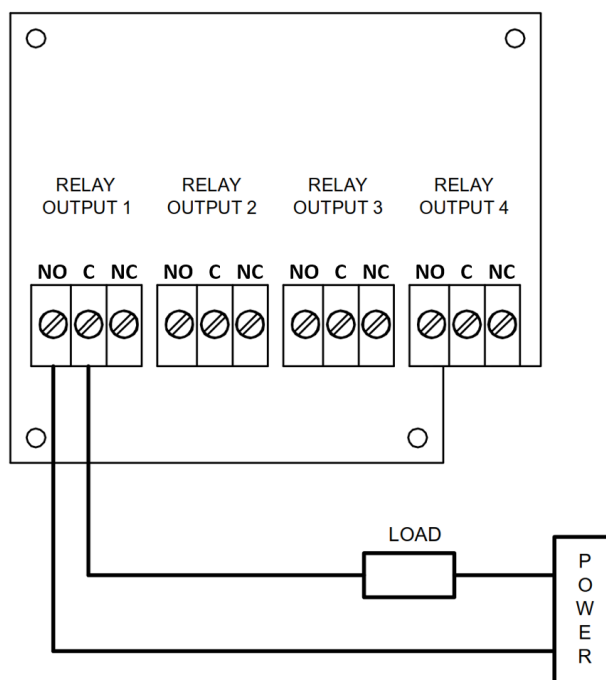 RELAY OUTPUT 1
RELAY OUTPUT 2
RELAY OUTPUT 3
RELAY OUTPUT 4
NO C NC NO C NC NO C NC NO C NC
LOAD
POWER